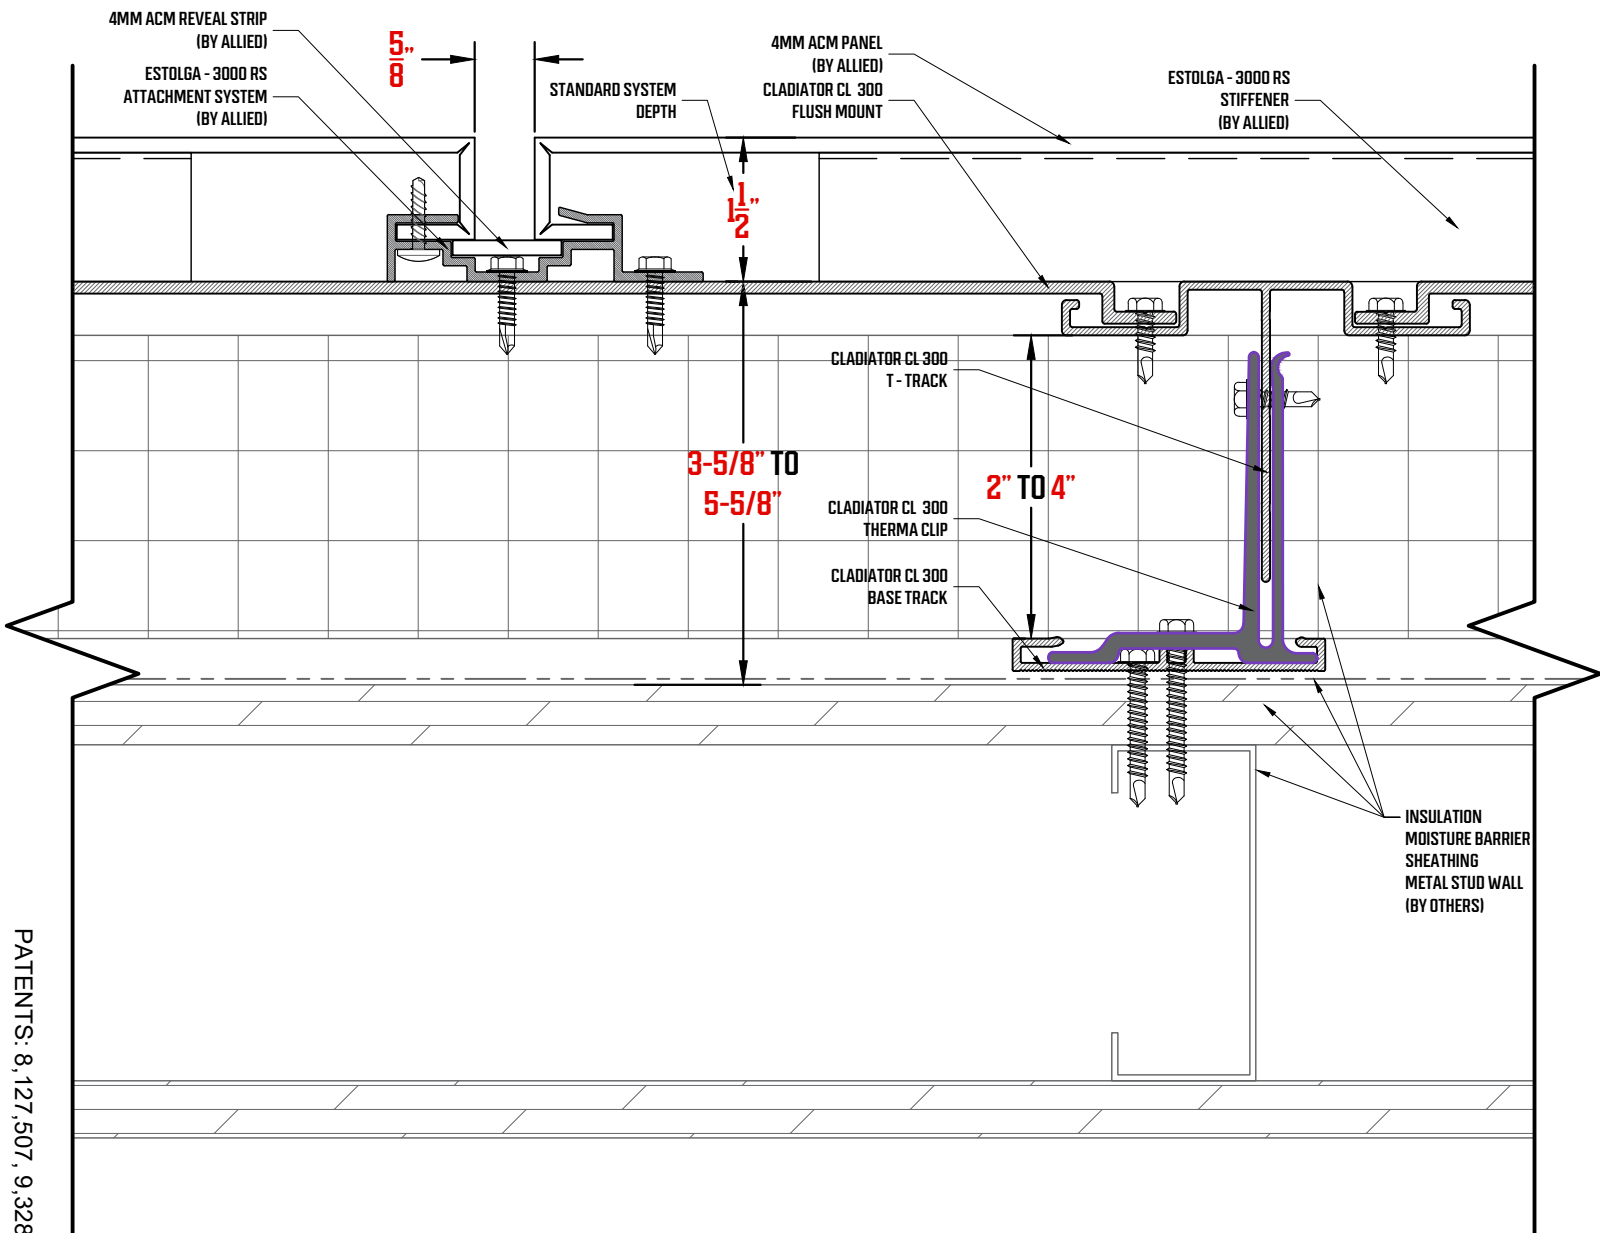 4MM ACM REVEAL STRIP
(BY ALLIED)
ESTOLGA - 3000 RS
ATTACHMENT SYSTEM
(BY ALLIED)
5/8"
STANDARD SYSTEM
DEPTH
4MM ACM PANEL
(BY ALLIED)
CLADIATOR CL 300
FLUSH MOUNT
ESTOLGA - 3000 RS
STIFFENER
(BY ALLIED)
1 1/2"
CLADIATOR CL 300
T - TRACK
3-5/8" TO
5-5/8"
2" TO 4"
CLADIATOR CL 300
THERMA CLIP
CLADIATOR CL 300
BASE TRACK
INSULATION
MOISTURE BARRIER
SHEATHING
METAL STUD WALL
(BY OTHERS)
PATENTS: 8,127,507, 9,328